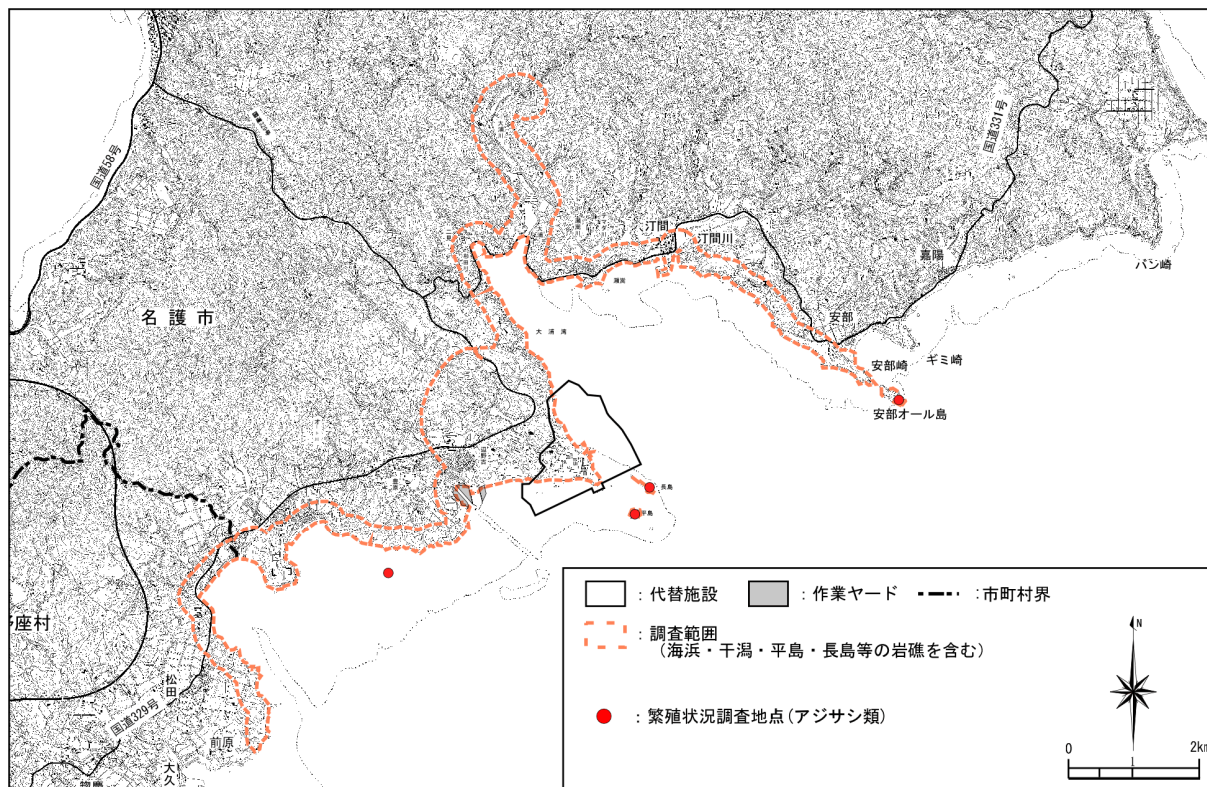 国道58号
国道331号
名護市
汀間
汀間川
嘉陽
バン崎
大浦湾
安部
安部崎
ギミ崎
安部オール島
長島
平島
座村
松田
国道329号
前原
大久
：代替施設
：作業ヤード
：市町村界
：調査範囲
（海浜・干潟・平島・長島等の岩礁を含む）
：繁殖状況調査地点(アジサシ類)
N
0 1 2km